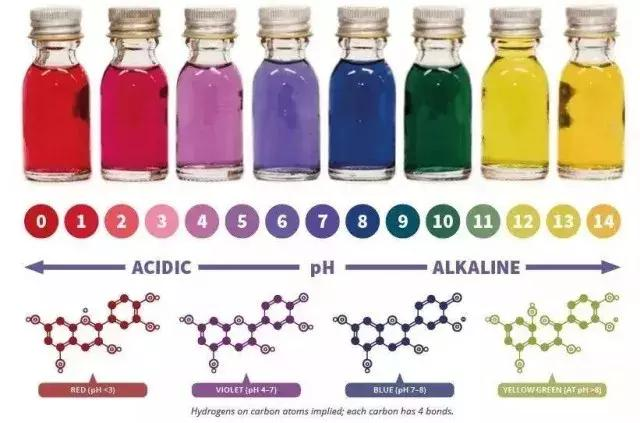 0 1 2 3 4 5 6 7 8 9 10 11 12 13 14
ACIDIC pH ALKALINE
RED (pH <3) VIOLET (pH 4–7) BLUE (pH 7–8) YELLOW GREEN (AT pH >8)
Hydrogens on carbon atoms implied; each carbon has 4 bonds.